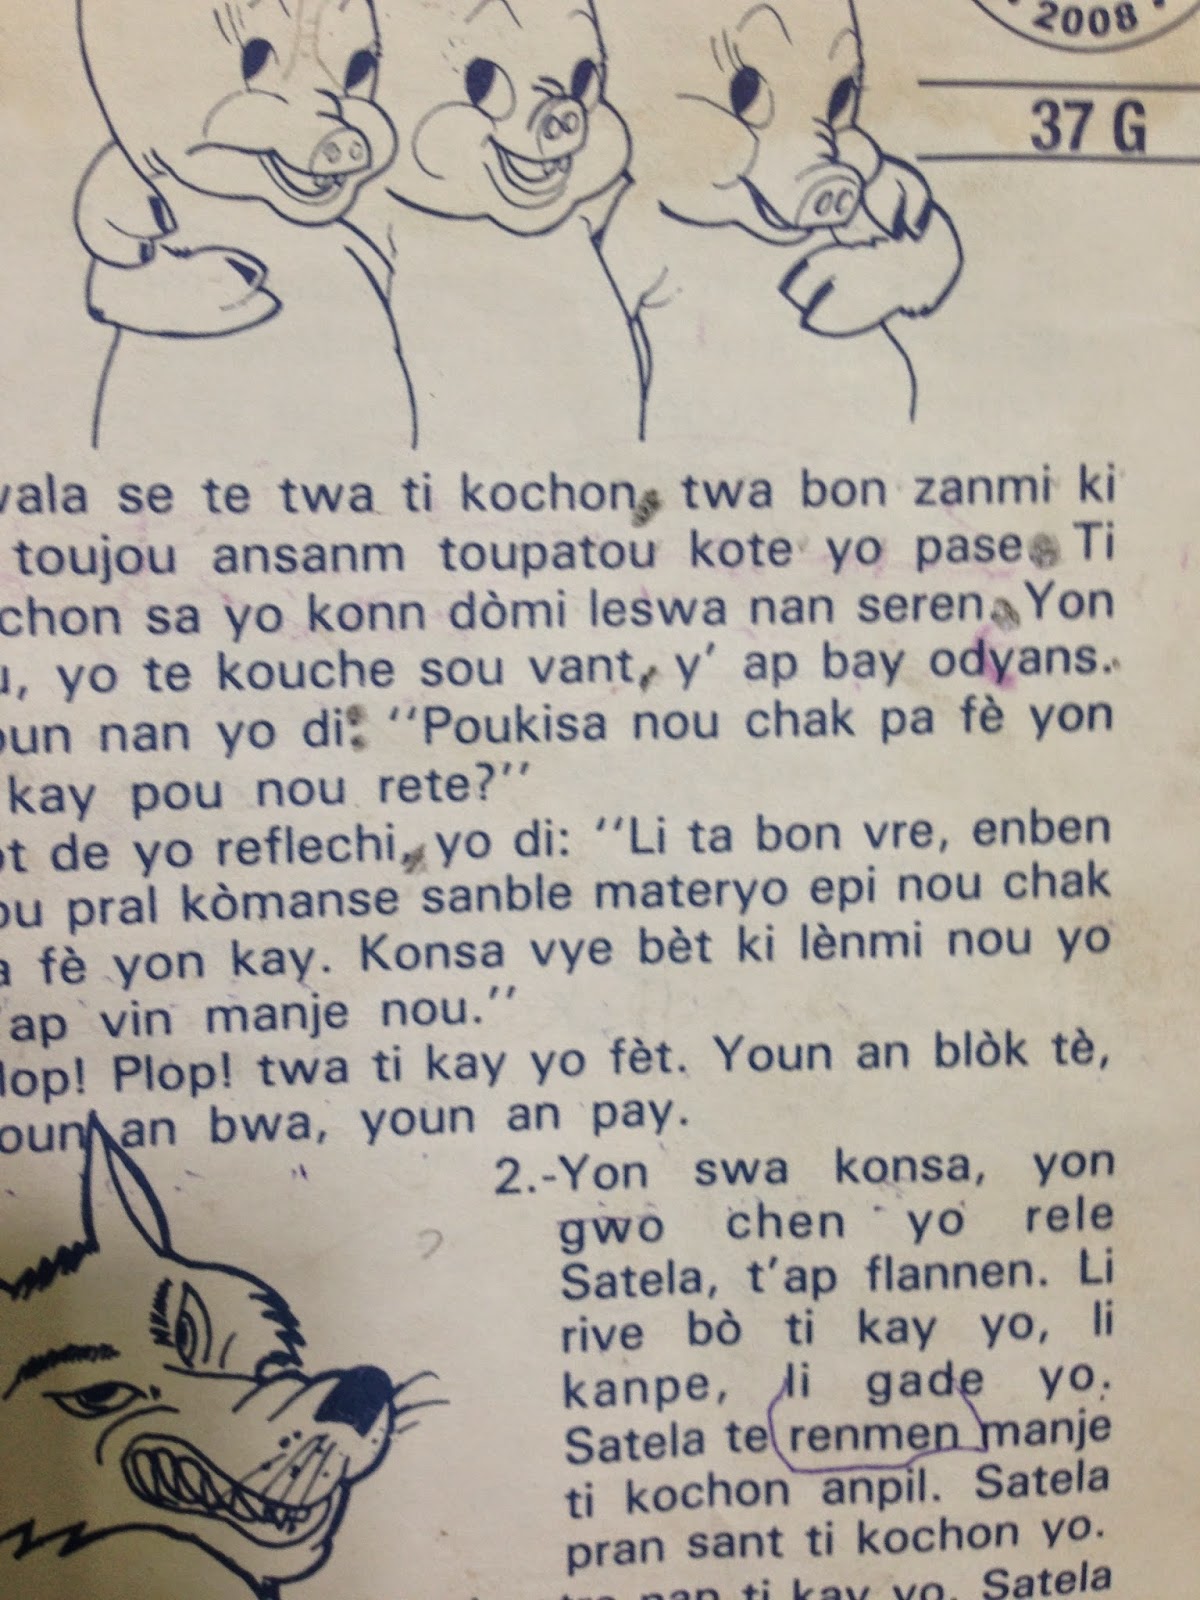 2008
37 G
vala se te twa ti kochon, twa bon zanmi ki
toujou ansanm toupatou kote yo pase. Ti
chon sa yo konn dòmi leswa nan seren. Yon
u, yo te kouche sou vant, y' ap bay odyans.
oun nan yo di: ‘‘Poukisa nou chak pa fè yon
kay pou nou rete?’’
ot de yo reflechi, yo di: ‘‘Li ta bon vre, enben
ou pral kòmanse sanble materyo epi nou chak
a fè yon kay. Konsa vye bèt ki lènmi nou yo
'ap vin manje nou.’’
lop! Plop! twa ti kay yo fèt. Youn an blòk tè,
oun an bwa, youn an pay.
2.-Yon swa konsa, yon
gwo chen yo rele
Satela, t'ap flannen. Li
rive bò ti kay yo, li
kanpe, li gade yo.
Satela te renmen manje
ti kochon anpil. Satela
pran sant ti kochon yo.
nan ti kay yo. Satela